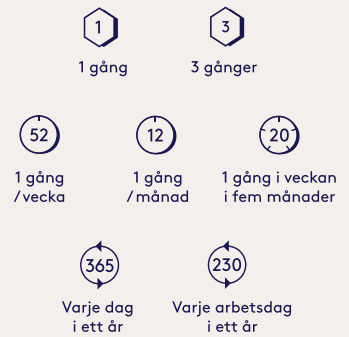 1 3
1 gång 3 gånger
52 12 20
1 gång 1 gång 1 gång i veckan
/vecka /månad i fem månader
365 230
Varje dag Varje arbetsdag
i ett år i ett år